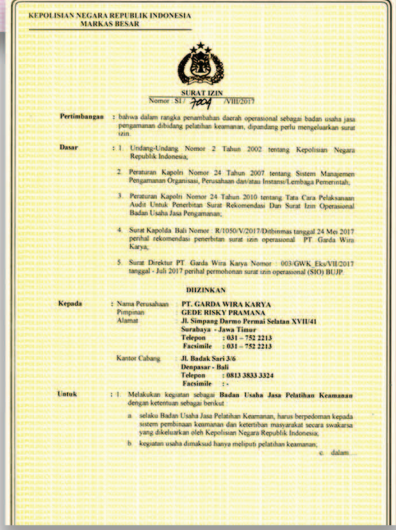 KEPOLISIAN NEGARA REPUBLIK INDONESIA
MARKAS BESAR
SURAT IZIN
Nomor SI / 7004 /VIII/2017
Pertimbangan : bahwa dalam rangka penambahan daerah operasional sebagai badan usaha jasa
pengamanan dibidang pelatihan keamanan, dipandang perlu mengeluarkan surat
izin.
Dasar : 1. Undang-Undang Nomor 2 Tahun 2002 tentang Kepolisian Negara
Republik Indonesia;
2. Peraturan Kapolri Nomor 24 Tahun 2007 tentang Sistem Manajemen
Pengamanan Organisasi, Perusahaan dan/atau Instansi/Lembaga Pemerintah;
3. Peraturan Kapolri Nomor 24 Tahun 2010 tentang Tata Cara Pelaksanaan
Audit Untuk Penerbitan Surat Rekomendasi Dan Surat Izin Operasional
Badan Usaha Jasa Pengamanan;
4. Surat Kapolda Bali Nomor : R/1050/V/2017/Ditbinmas tanggal 24 Mei 2017
perihal rekomendasi penerbitan surat izin operasional PT. Garda Wira
Karya;
5. Surat Direktur PT. Garda Wira Karya Nomor : 003/GWK_Eks/VII/2017
tanggal - Juli 2017 perihal permohonan surat izin operasional (SIO) BUJP.
DIIZINKAN
Kepada : Nama Perusahaan : PT. GARDA WIRA KARYA
Pimpinan : GEDE RISKY PRAMANA
Alamat : Jl. Simpang Darmo Permai Selatan XVII/41
Surabaya - Jawa Timur
Telepon : 031 – 752 2213
Facsimile : 031 – 752 2213
Kantor Cabang : Jl. Badak Sari 3/6
Denpasar - Bali
Telepon : 0813 3833 3324
Facsimile : -
Untuk : 1. Melakukan kegiatan sebagai Badan Usaha Jasa Pelatihan Keamanan
dengan ketentuan sebagai berikut
a. selaku Badan Usaha Jasa Pelatihan Keamanan, harus berpedoman kepada
sistem pembinaan keamanan dan ketertiban masyarakat secara swakarsa
yang dikeluarkan oleh Kepolisian Negara Republik Indonesia;
b. kegiatan usaha dimaksud hanya meliputi pelatihan keamanan;
c. dalam....